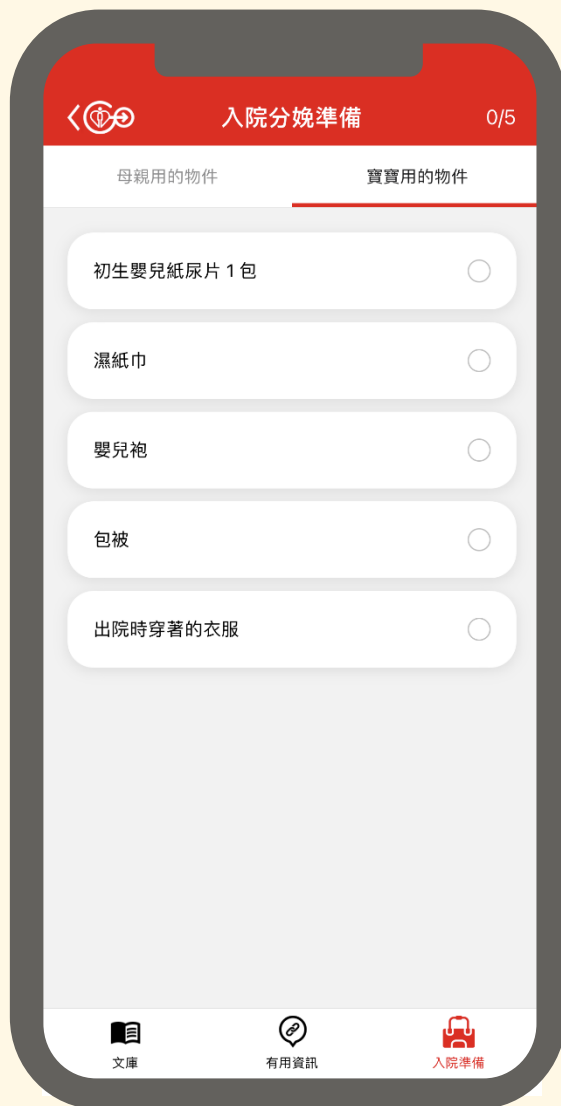 入院分娩準備
0/5
母親用的物件
寶寶用的物件
初生嬰兒紙尿片 1 包
濕紙巾
嬰兒袍
包被
出院時穿著的衣服
文庫
有用資訊
入院準備